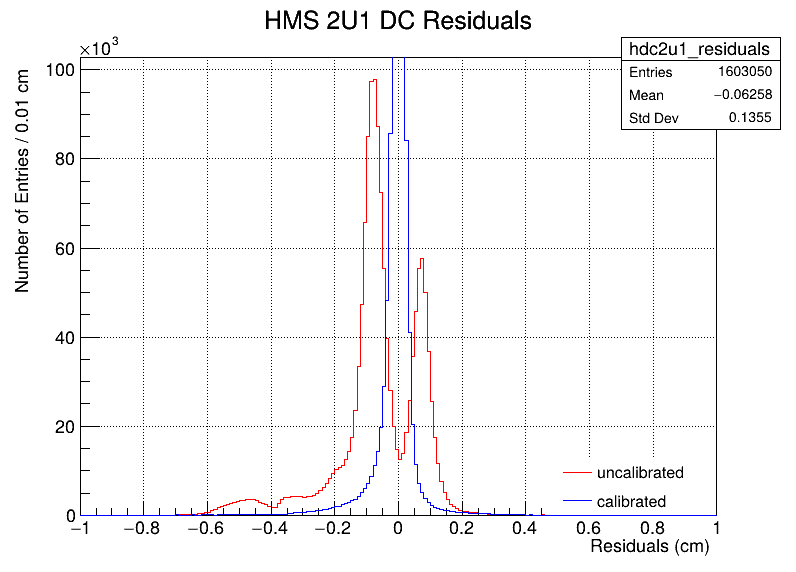 HMS 2U1 DC Residuals
×10³
hdc2u1_residuals
Entries 1603050
Mean −0.06258
Std Dev 0.1355
Number of Entries / 0.01 cm
100
80
60
40
20
0
−1 −0.8 −0.6 −0.4 −0.2 0 0.2 0.4 0.6 0.8 1
Residuals (cm)
uncalibrated
calibrated